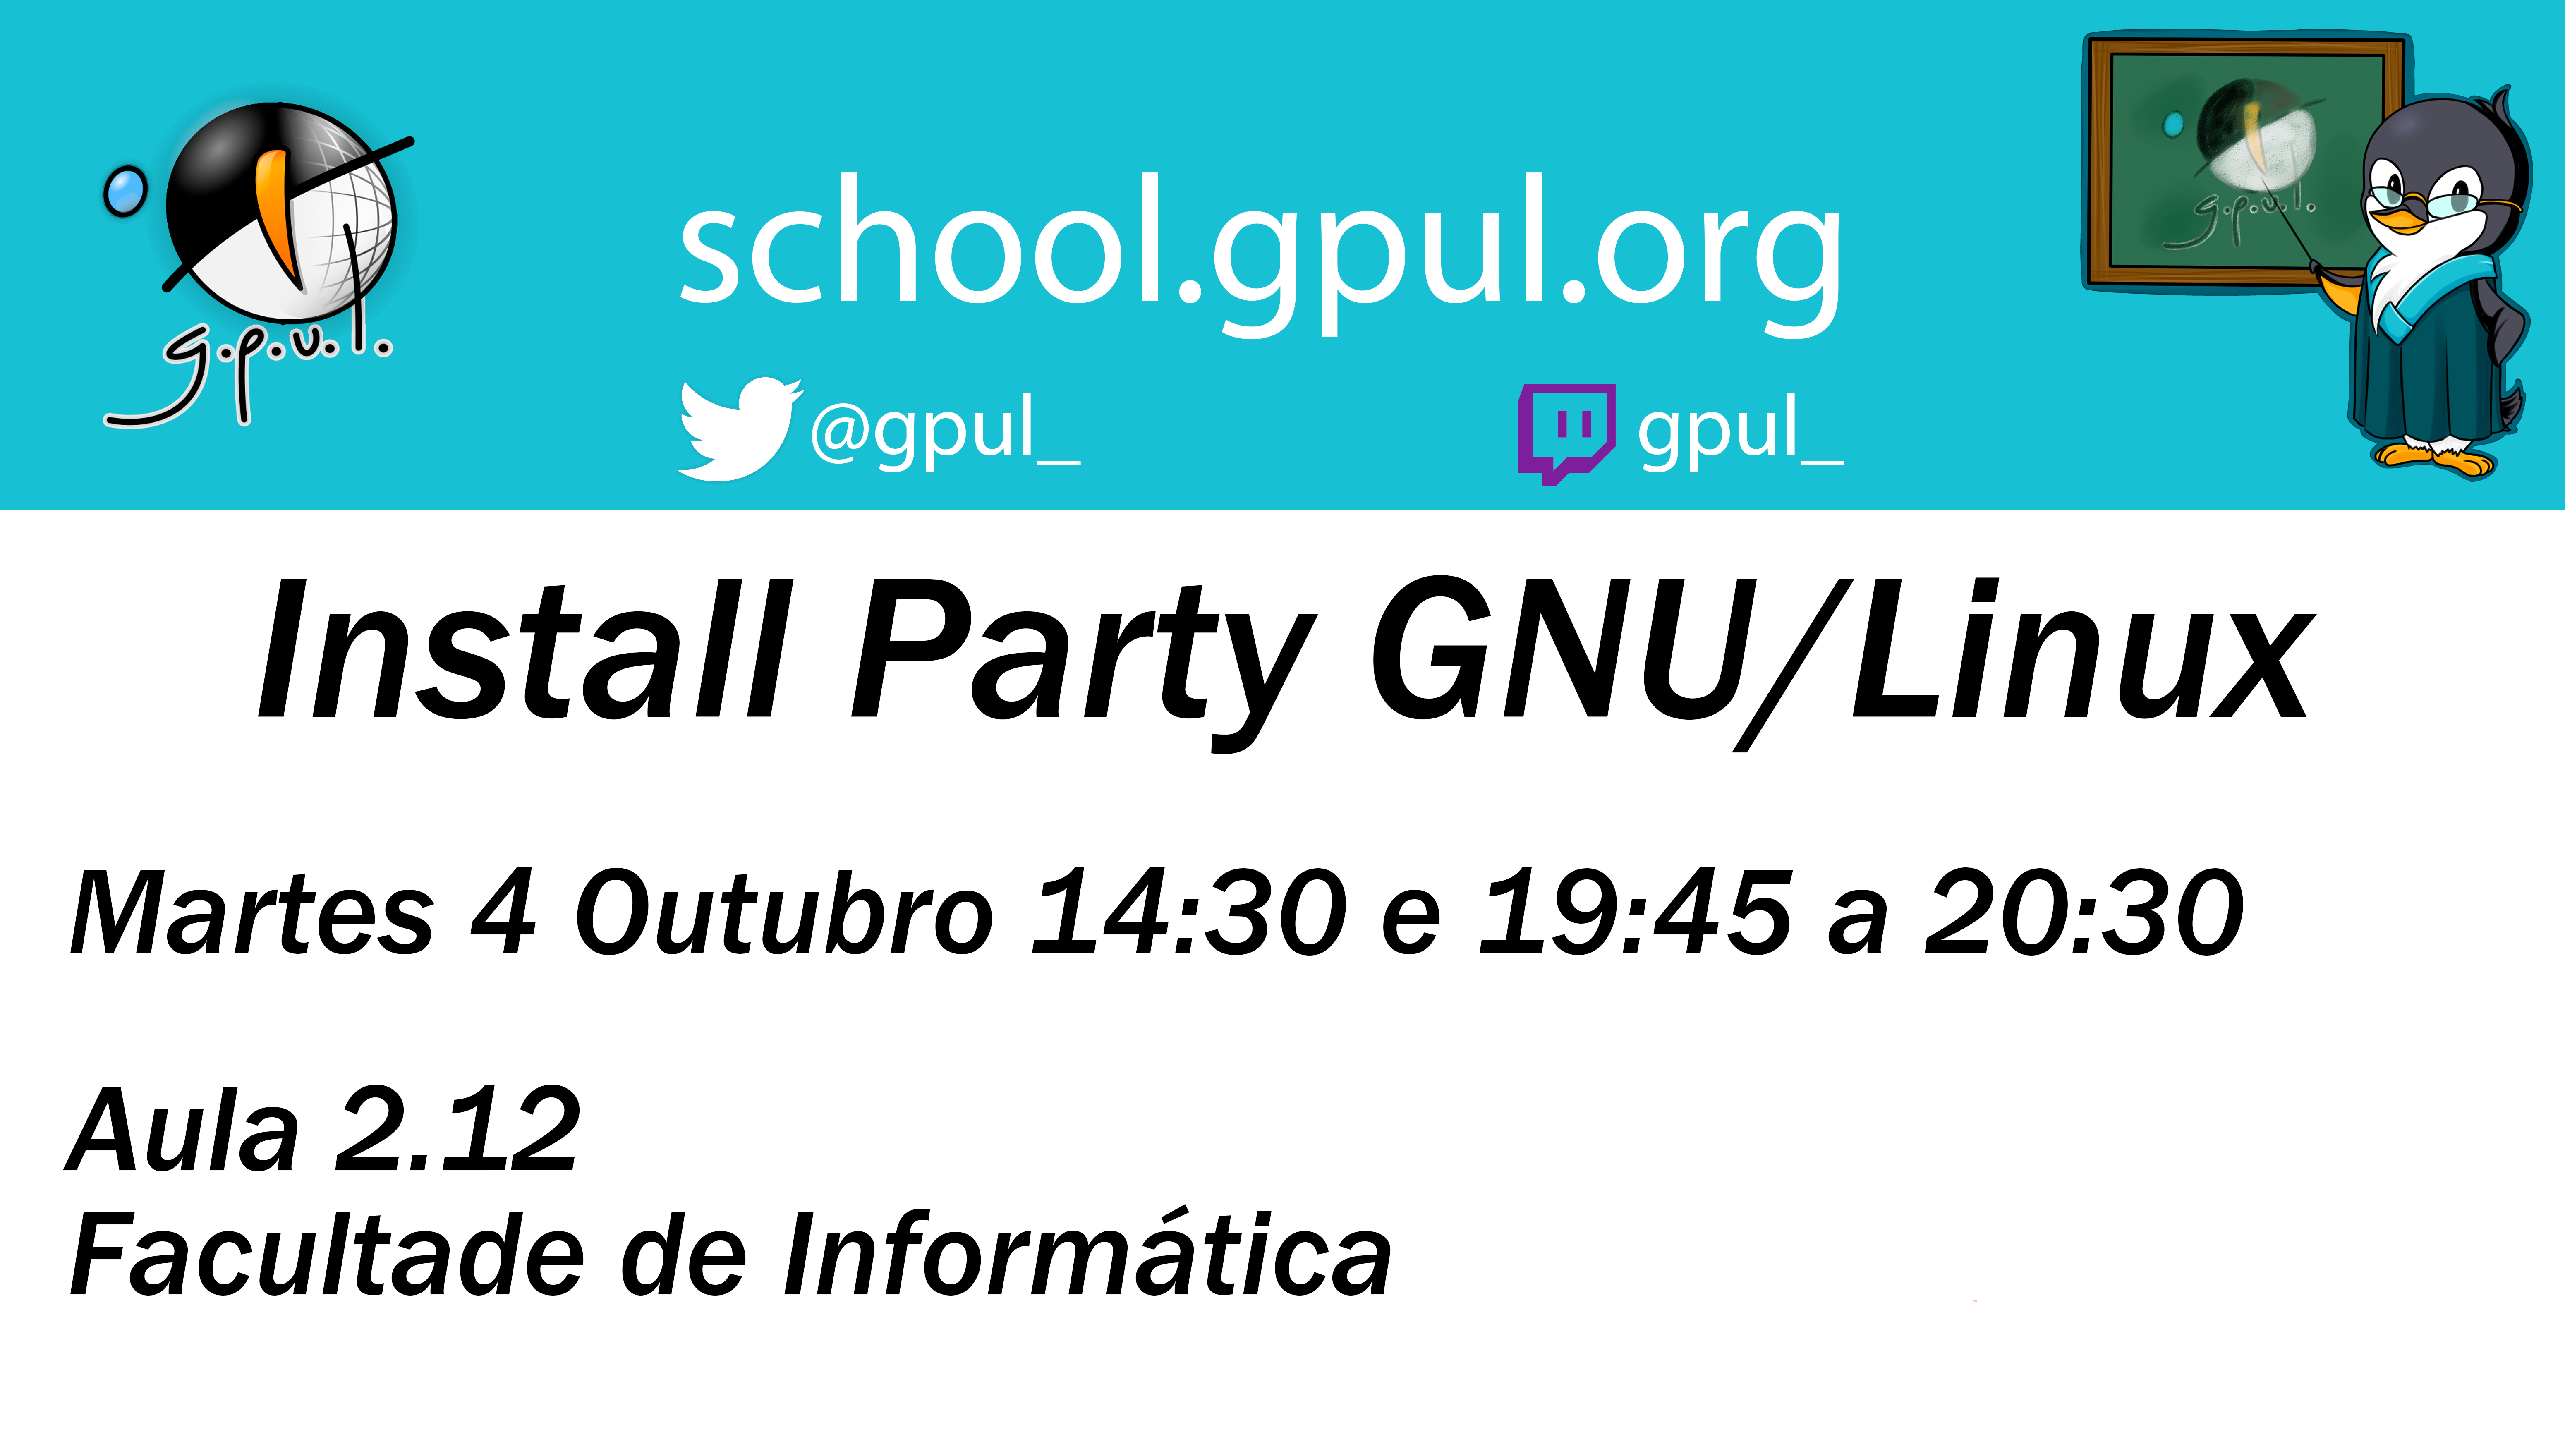 school.gpul.org
g.p.u.l.
g.p.u.l.
@gpul_
gpul_
Install Party GNU/Linux
Martes 4 Outubro 14:30 e 19:45 a 20:30
Aula 2.12
Facultade de Informática